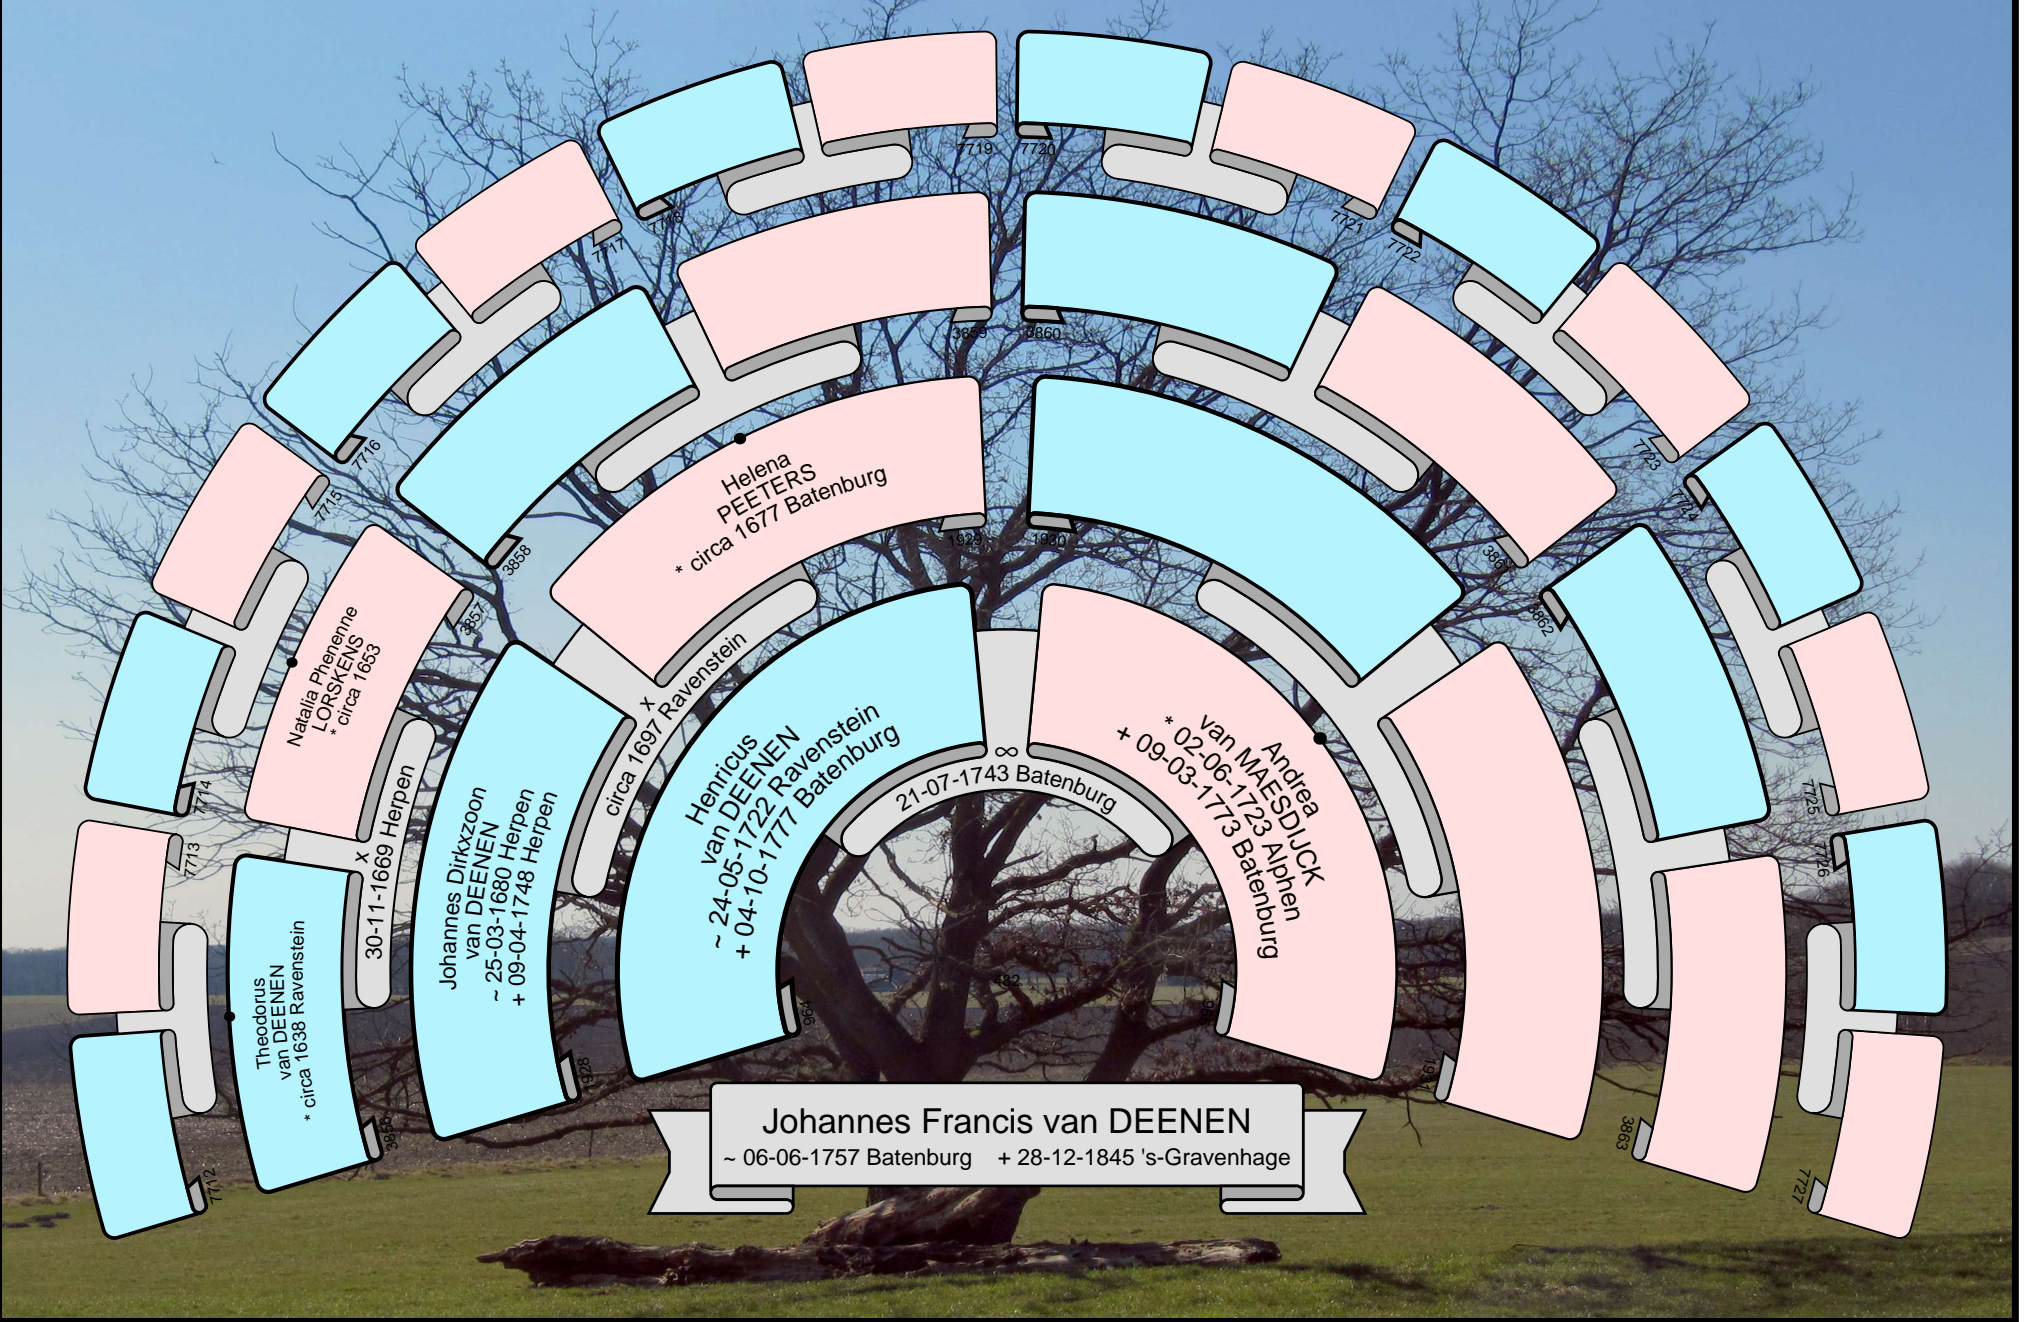 7719
7720
7718
7721
7717
7722
3859
3860
7716
7723
7715
7724
Helena
PEETERS
* circa 1677 Batenburg
1929
1930
3858
3857
3862
Natalia Phenenne
LORSKENS
* circa 1653
x
circa 1697 Ravenstein
Henricus
van DEENEN
~ 24-05-1722 Ravenstein
+ 04-10-1777 Batenburg
∞
21-07-1743 Batenburg
Andrea
van MAESDIJCK
* 02-06-1723 Alphen
+ 09-03-1773 Batenburg
7714
7725
7713
7726
x
30-11-1669 Herpen
Johannes Dirkxzoon
van DEENEN
~ 25-03-1680 Herpen
+ 09-04-1748 Herpen
Theodorus
van DEENEN
* circa 1638 Ravenstein
482
964
1928
3856
3863
7712
7727
Johannes Francis van DEENEN
~ 06-06-1757 Batenburg + 28-12-1845 's-Gravenhage